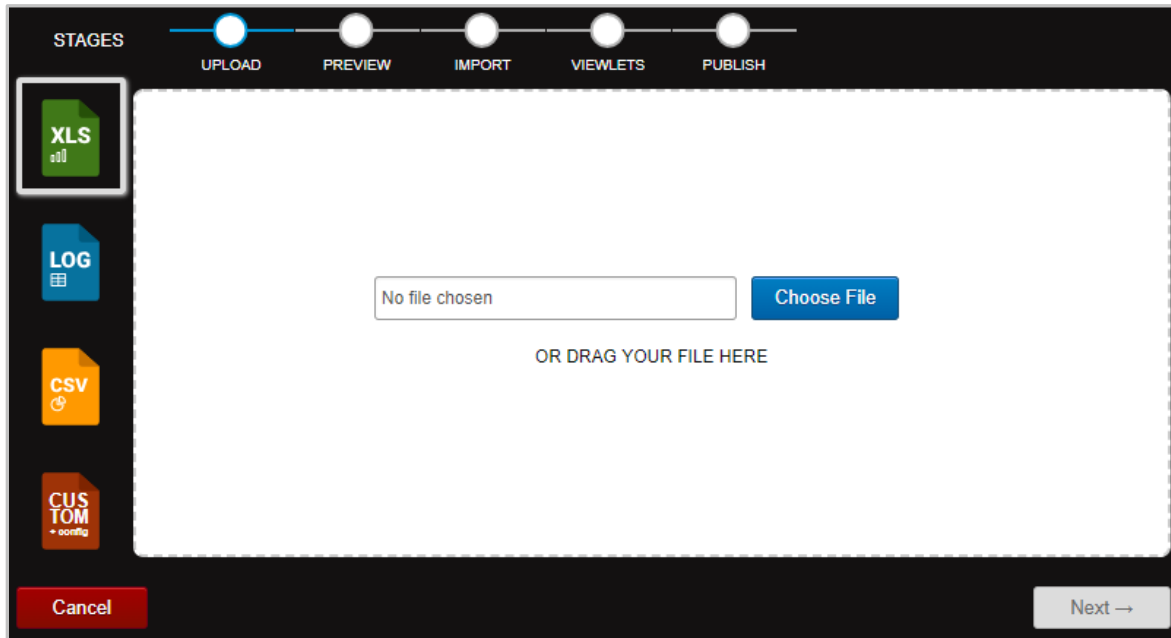 STAGES
UPLOAD
PREVIEW
IMPORT
VIEWLETS
PUBLISH
XLS
LOG
CSV
CUS
TOM
+ config
No file chosen
Choose File
OR DRAG YOUR FILE HERE
Cancel
Next →